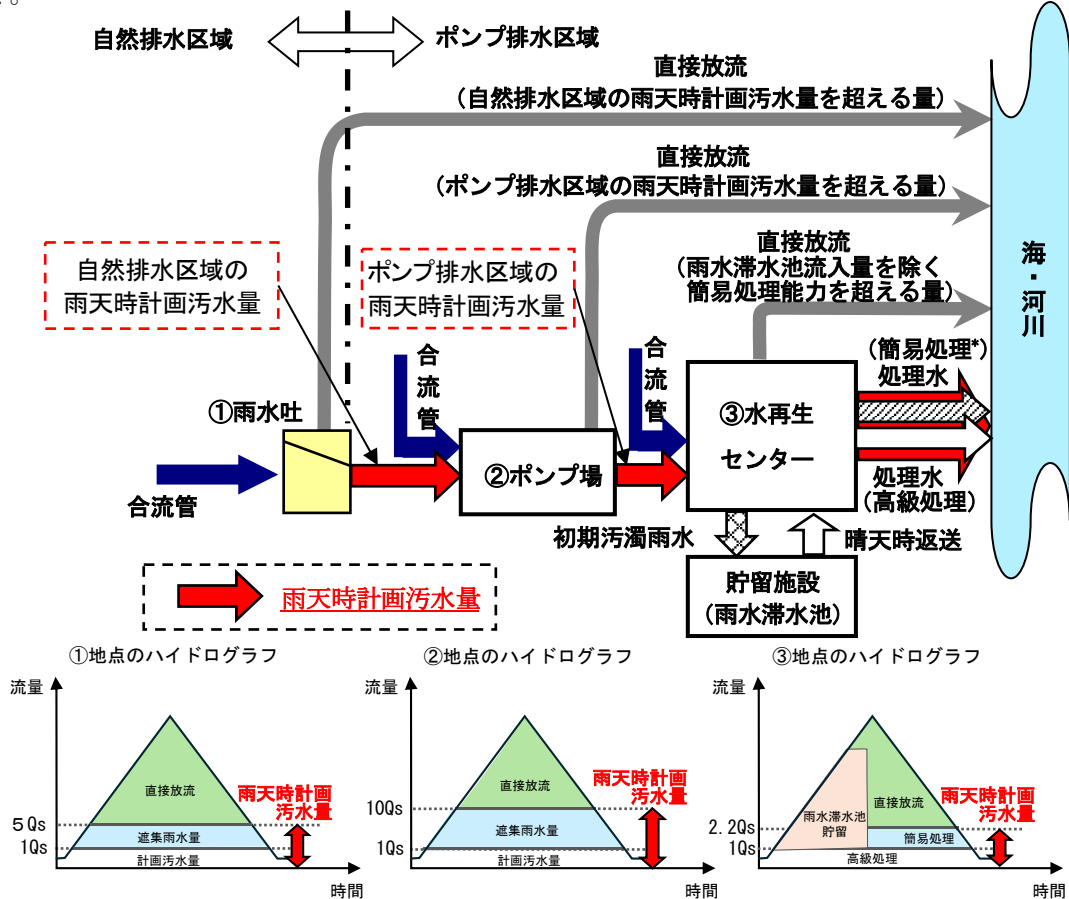 。
自然排水区域
ポンプ排水区域
直接放流
(自然排水区域の雨天時計画汚水量を超える量)
直接放流
(ポンプ排水区域の雨天時計画汚水量を超える量)
直接放流
(雨水滞水池流入量を除く
簡易処理能力を超える量)
海・河川
自然排水区域の
雨天時計画汚水量
ポンプ排水区域の
雨天時計画汚水量
合流管
合流管
(簡易処理*)
処理水
①雨水吐
②ポンプ場
③水再生
センター
合流管
処理水
(高級処理)
初期汚濁雨水
晴天時返送
貯留施設
(雨水滞水池)
雨天時計画汚水量
①地点のハイドログラフ
流量
直接放流
雨天時計画
汚水量
5Qs
遮集雨水量
1Qs
計画汚水量
時間
②地点のハイドログラフ
流量
直接放流
雨天時計画
汚水量
10Qs
遮集雨水量
1Qs
計画汚水量
時間
③地点のハイドログラフ
流量
雨水滞水池
貯留
直接放流
雨天時計画
汚水量
2.2Qs
簡易処理
1Qs
高級処理
時間